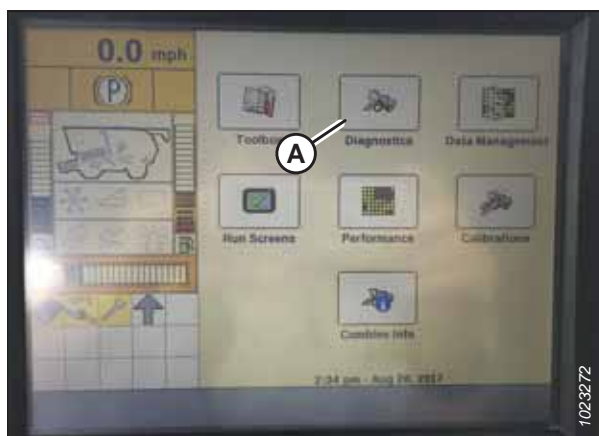 0.0 mph
(P)
Toolbox
Diagnostics
Data Management
A
Run Screens
Performance
Calibrations
Combine Info
2:34 pm - Aug 28, 2017
1023272